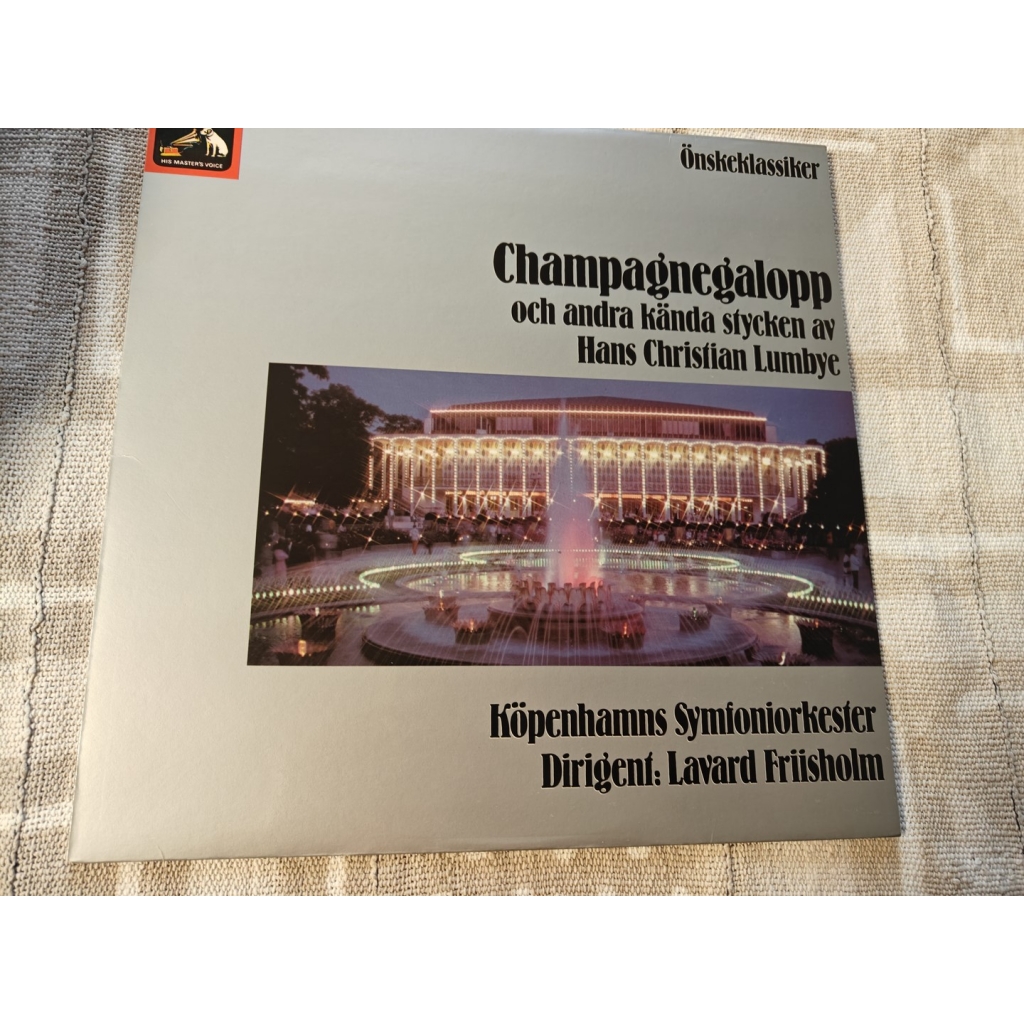 HIS MASTER'S VOICE
Önskeklassiker
Champagnegalopp
och andra kända stycken av
Hans Christian Lumbye
Köpenhamns Symfoniorkester
Dirigent: Lavard Friisholm